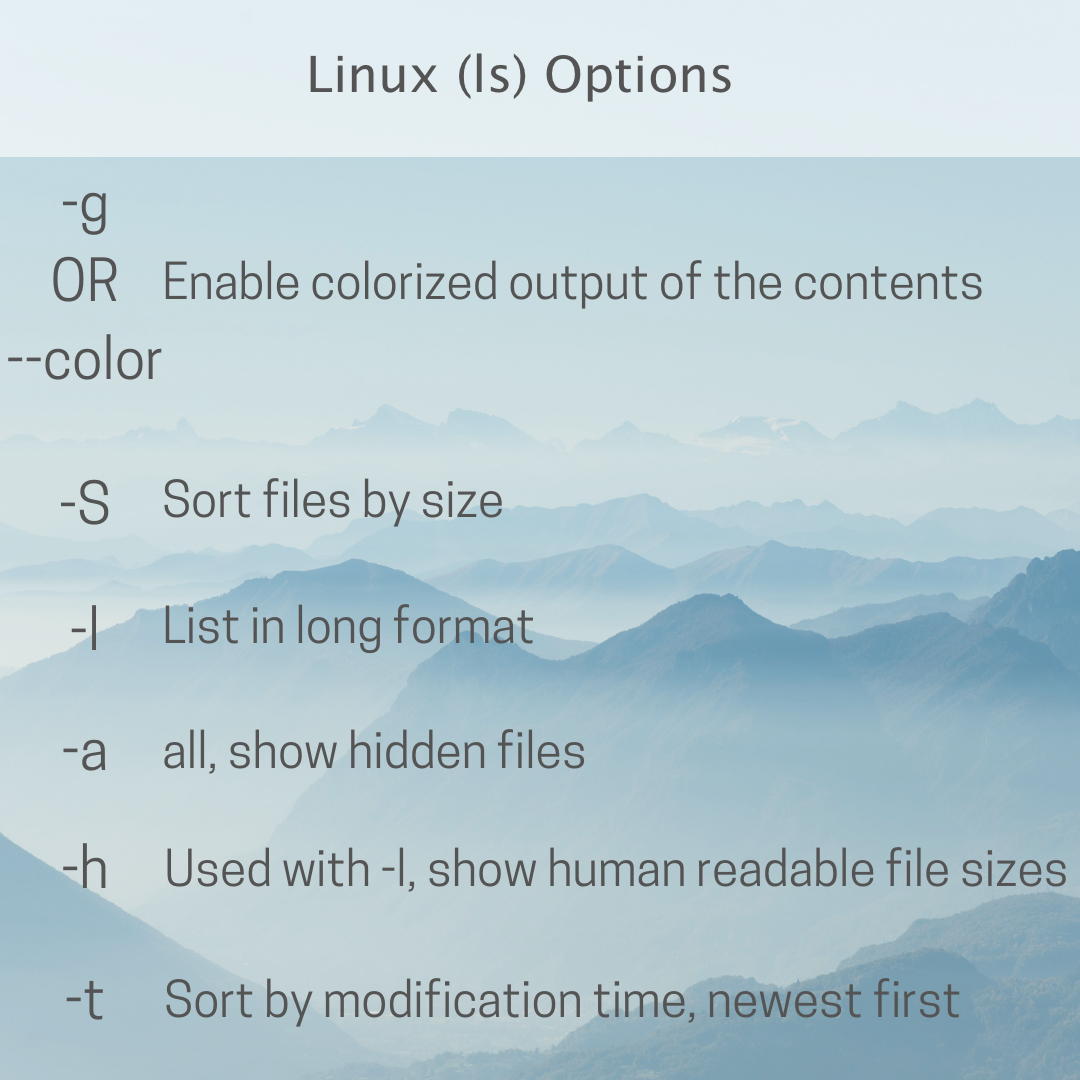 Linux (ls) Options
-g
OR Enable colorized output of the contents
--color
-S Sort files by size
-l List in long format
-a all, show hidden files
-h Used with -l, show human readable file sizes
-t Sort by modification time, newest first